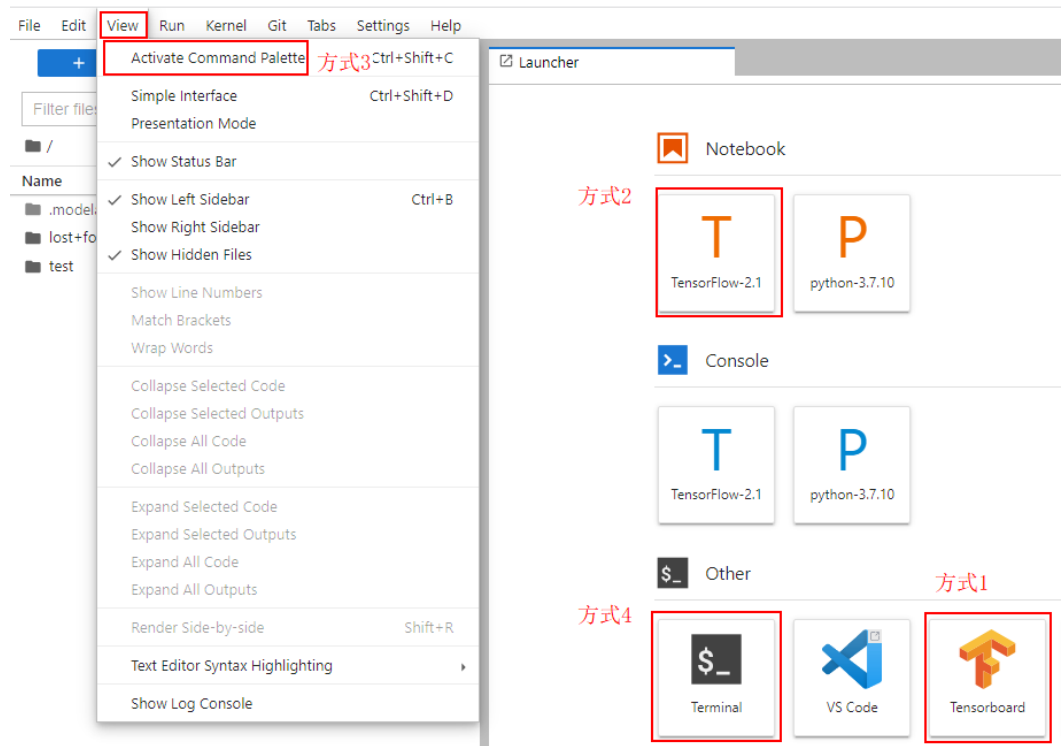 File Edit View Run Kernel Git Tabs Settings Help
+
Filter file
/
Name
.model
lost+fo
test
Activate Command Palette 方式3 Ctrl+Shift+C
Simple Interface Ctrl+Shift+D
Presentation Mode
Show Status Bar
Show Left Sidebar Ctrl+B
Show Right Sidebar
Show Hidden Files
Show Line Numbers
Match Brackets
Wrap Words
Collapse Selected Code
Collapse Selected Outputs
Collapse All Code
Collapse All Outputs
Expand Selected Code
Expand Selected Outputs
Expand All Code
Expand All Outputs
Render Side-by-side Shift+R
Text Editor Syntax Highlighting
Show Log Console
Launcher
Notebook
方式2
T P
TensorFlow-2.1 python-3.7.10
>_ Console
T P
TensorFlow-2.1 python-3.7.10
$_ Other
方式1
方式4
$_
Terminal VS Code Tensorboard